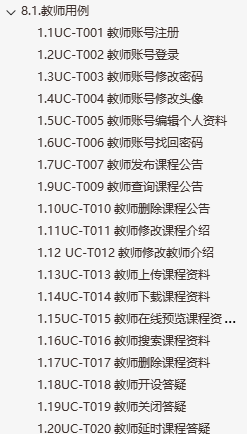 8.1.教师用例
1.1UC-T001 教师账号注册
1.2UC-T002 教师账号登录
1.3UC-T003 教师账号修改密码
1.4UC-T004 教师账号修改头像
1.5UC-T005 教师账号编辑个人资料
1.6UC-T006 教师账号找回密码
1.7UC-T007 教师发布课程公告
1.9UC-T009 教师查询课程公告
1.10UC-T010 教师删除课程公告
1.11UC-T011 教师修改课程介绍
1.12 UC-T012 教师修改教师介绍
1.13UC-T013 教师上传课程资料
1.14UC-T014 教师下载课程资料
1.15UC-T015 教师在线预览课程资...
1.16UC-T016 教师搜索课程资料
1.17UC-T017 教师删除课程资料
1.18UC-T018 教师开设答疑
1.19UC-T019 教师关闭答疑
1.20UC-T020 教师延时课程答疑